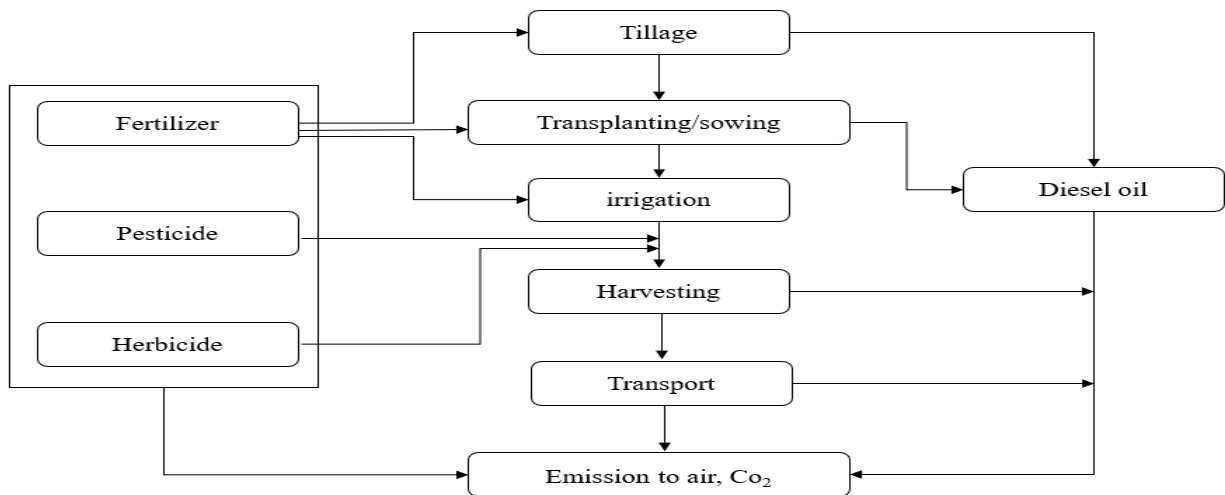 Tillage
Fertilizer
Transplanting/sowing
Diesel oil
irrigation
Pesticide
Harvesting
Herbicide
Transport
Emission to air, Co₂